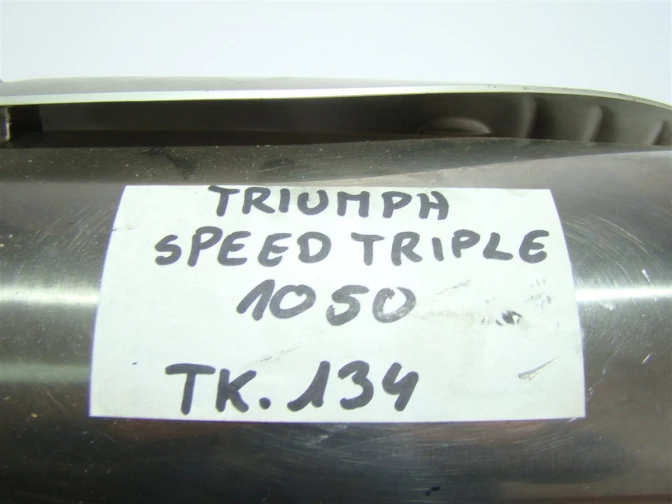 TRIUMPH
SPEED TRIPLE
1050
TK. 134